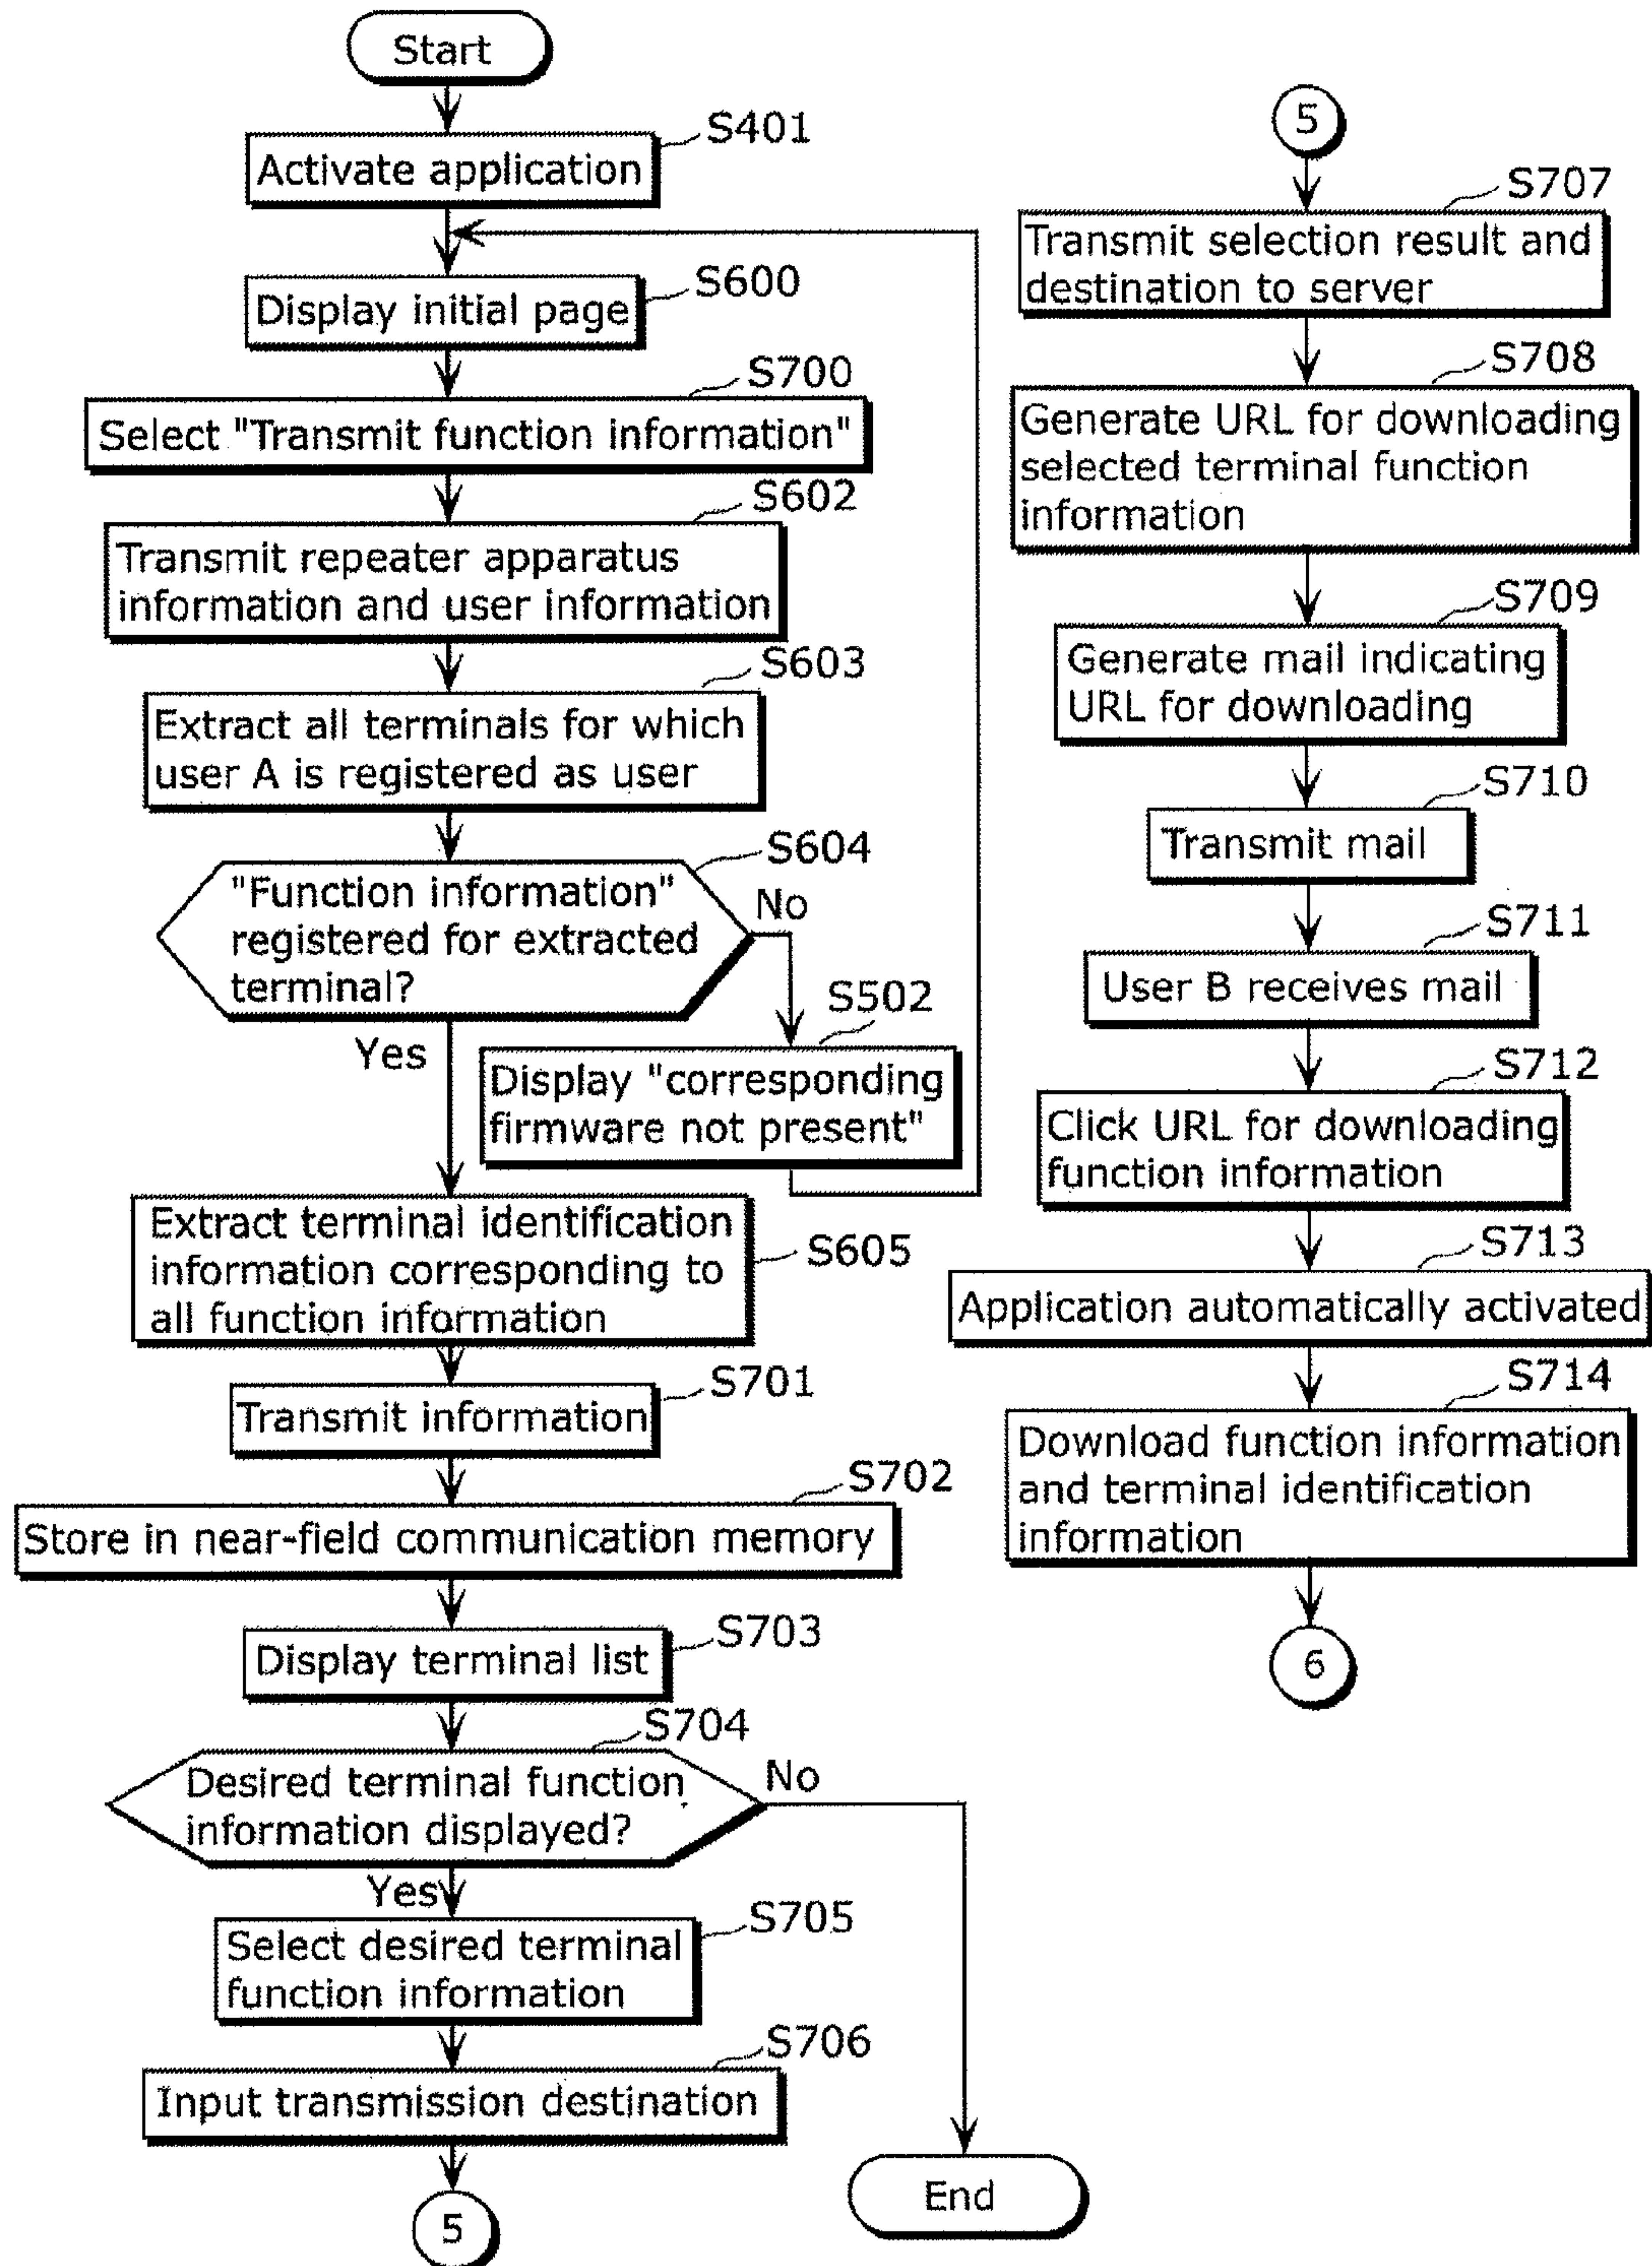 Start
S401
Activate application
S600
Display initial page
S700
Select "Transmit function information"
S602
Transmit repeater apparatus
information and user information
S603
Extract all terminals for which
user A is registered as user
S604
"Function information"
registered for extracted
terminal?
No
Yes
S502
Display "corresponding
firmware not present"
Extract terminal identification
information corresponding to
all function information
S605
S701
Transmit information
S702
Store in near-field communication memory
S703
Display terminal list
S704
Desired terminal function
information displayed?
No
Yes
S705
Select desired terminal
function information
S706
Input transmission destination
5
End
5
S707
Transmit selection result and
destination to server
S708
Generate URL for downloading
selected terminal function
information
S709
Generate mail indicating
URL for downloading
S710
Transmit mail
S711
User B receives mail
S712
Click URL for downloading
function information
S713
Application automatically activated
S714
Download function information
and terminal identification
information
6